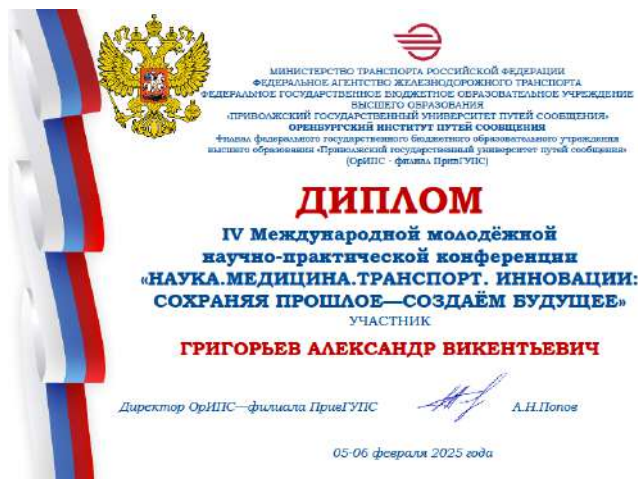 МИНИСТЕРСТВО ТРАНСПОРТА РОССИЙСКОЙ ФЕДЕРАЦИИ
ФЕДЕРАЛЬНОЕ АГЕНТСТВО ЖЕЛЕЗНОДОРОЖНОГО ТРАНСПОРТА
ФЕДЕРАЛЬНОЕ ГОСУДАРСТВЕННОЕ БЮДЖЕТНОЕ ОБРАЗОВАТЕЛЬНОЕ УЧРЕЖДЕНИЕ
ВЫСШЕГО ОБРАЗОВАНИЯ
«ПРИВОЛЖСКИЙ ГОСУДАРСТВЕННЫЙ УНИВЕРСИТЕТ ПУТЕЙ СООБЩЕНИЯ»
ОРЕНБУРГСКИЙ ИНСТИТУТ ПУТЕЙ СООБЩЕНИЯ
филиал федерального государственного бюджетного образовательного учреждения
высшего образования «Приволжский государственный университет путей сообщения»
(ОрИПС - филиал ПривГУПС)
ДИПЛОМ
IV Международной молодёжной
научно-практической конференции
«НАУКА.МЕДИЦИНА.ТРАНСПОРТ. ИННОВАЦИИ:
СОХРАНЯЯ ПРОШЛОЕ—СОЗДАЁМ БУДУЩЕЕ»
УЧАСТНИК
ГРИГОРЬЕВ АЛЕКСАНДР ВИКЕНТЬЕВИЧ
Директор ОрИПС—филиала ПривГУПС А.Н.Попов
05-06 февраля 2025 года